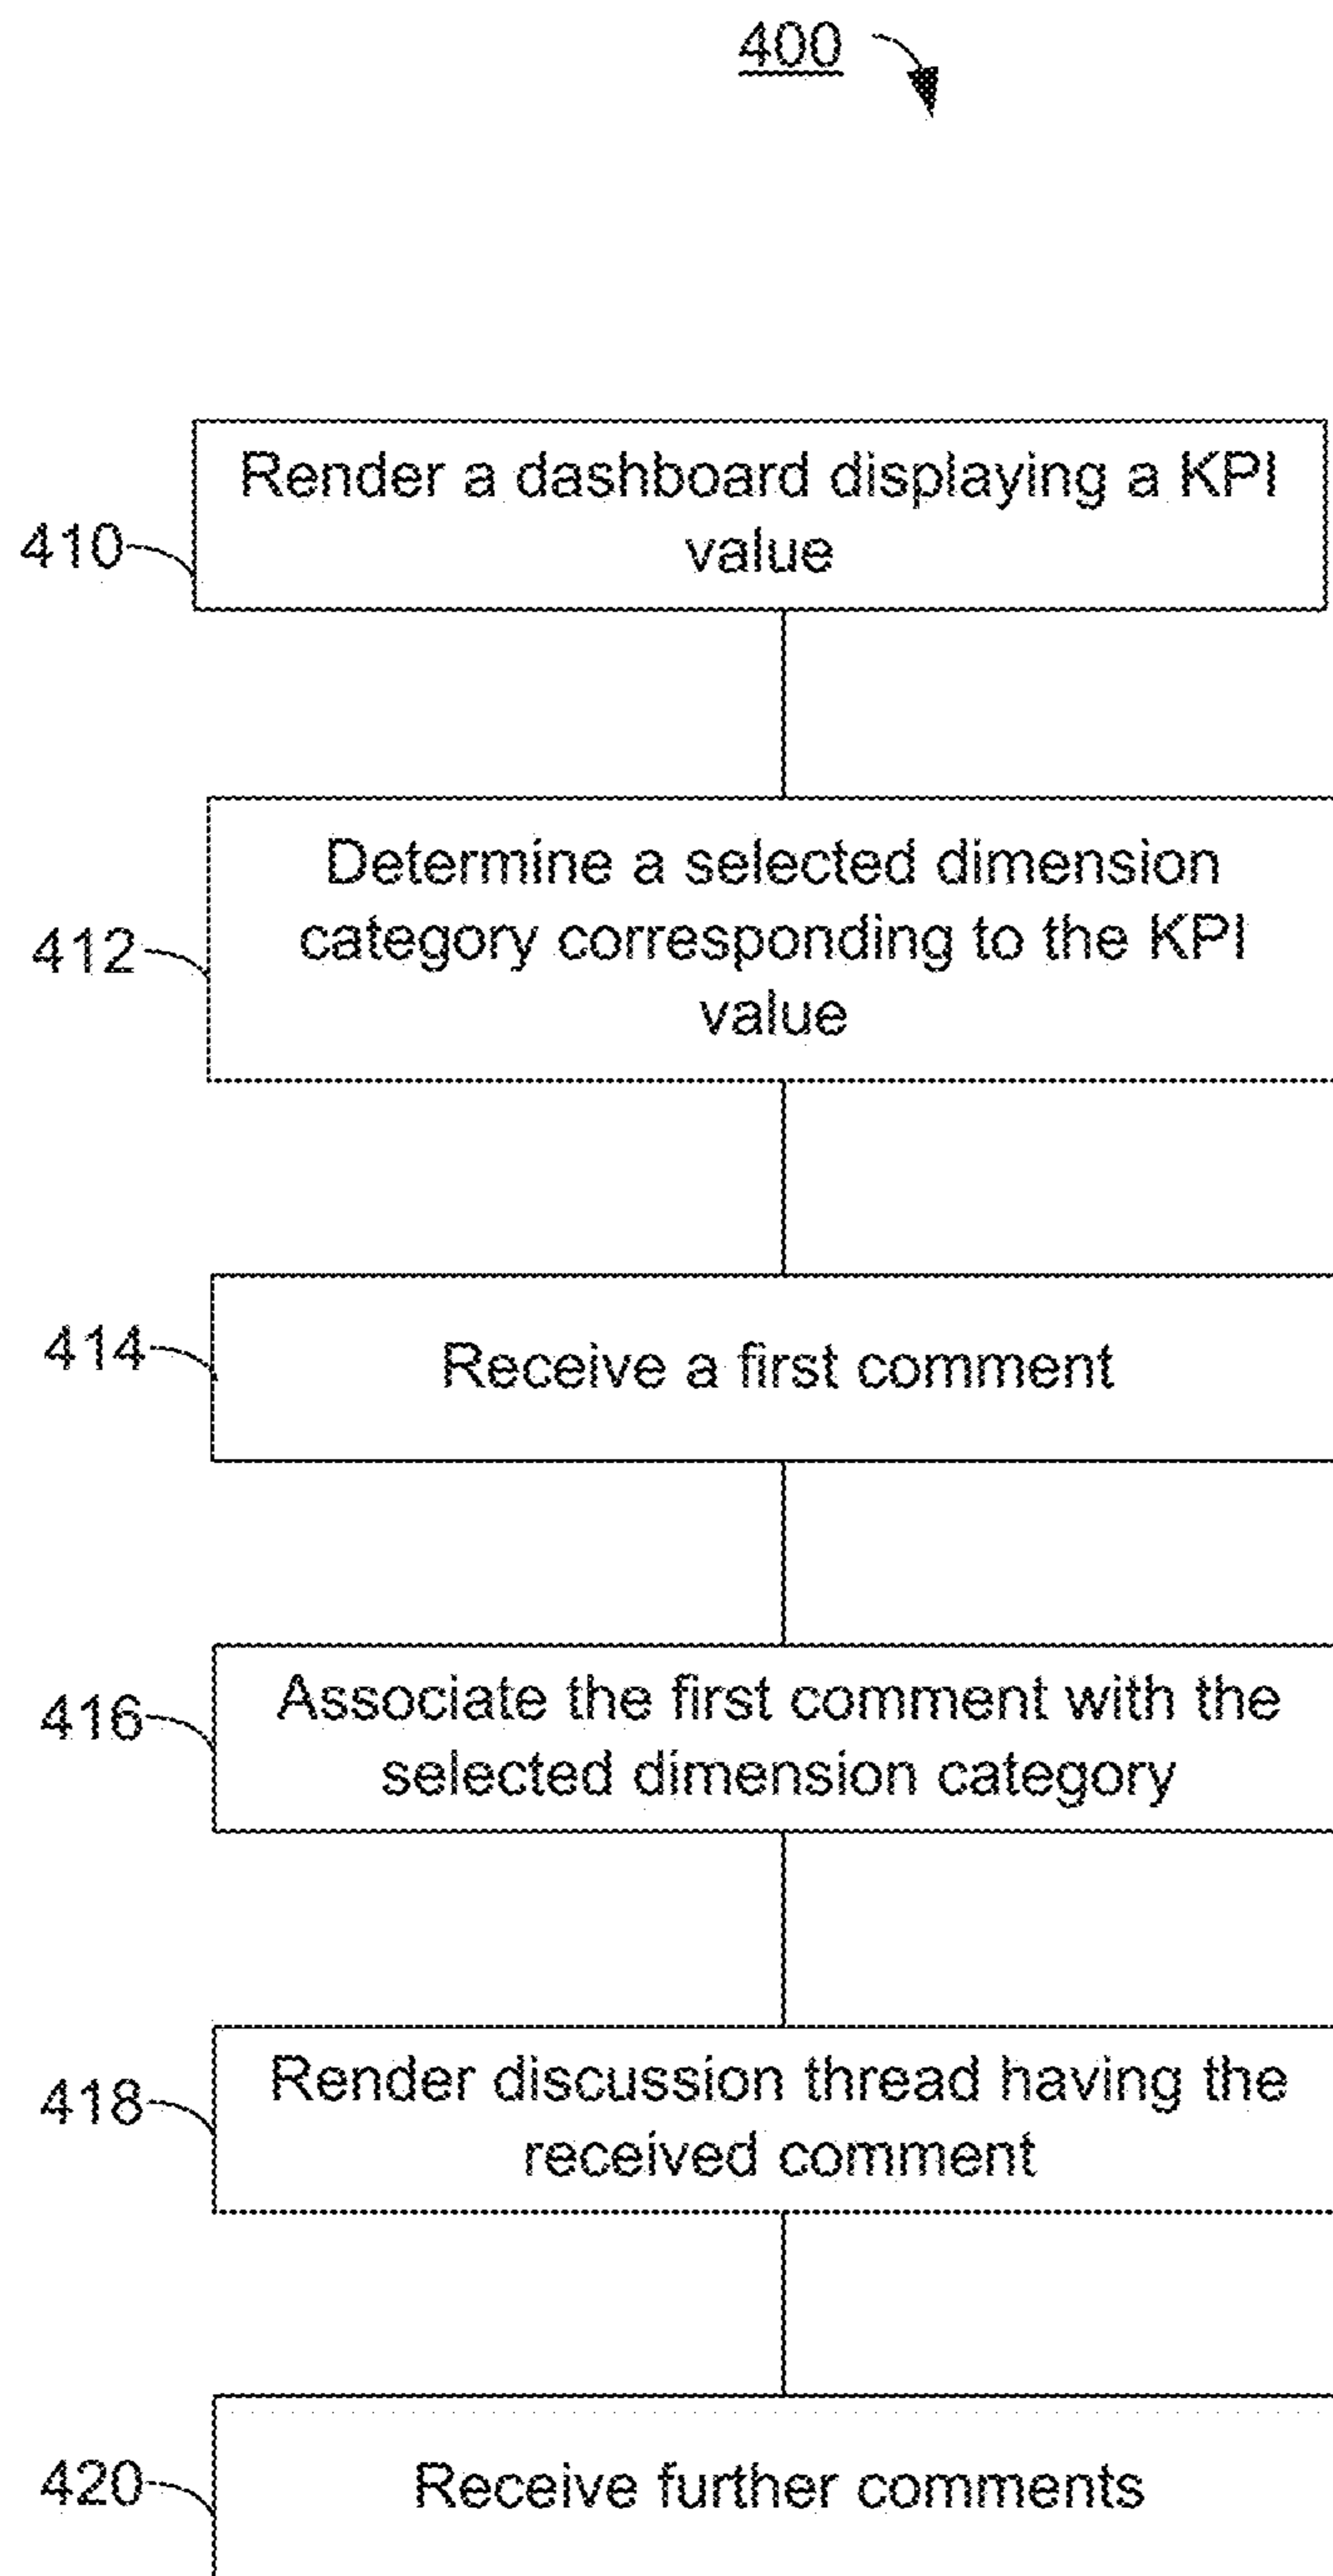 400
Render a dashboard displaying a KPI
value
410
Determine a selected dimension
category corresponding to the KPI
value
412
Receive a first comment
414
Associate the first comment with the
selected dimension category
416
Render discussion thread having the
received comment
418
Receive further comments
420